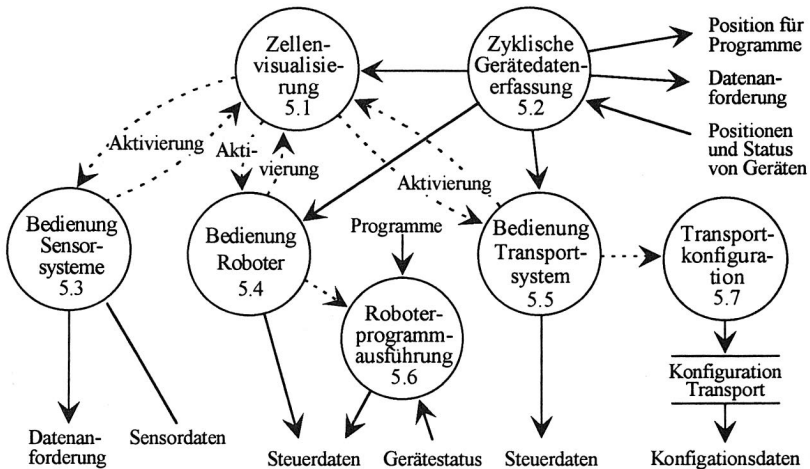 Zellen-
visualisie-
rung
5.1
Zyklische
Gerätedaten-
erfassung
5.2
Position für
Programme
Datenan-
forderung
Positionen
und Status
von Geräten
Aktivierung
Akti-
vierung
Aktivierung
Bedienung
Sensor-
systeme
5.3
Bedienung
Roboter
5.4
Programme
Bedienung
Transport-
system
5.5
Transport-
konfigura-
tion
5.7
Roboter-
programm-
ausführung
5.6
Konfiguration
Transport
Datenan-
forderung
Sensordaten
Steuerdaten
Gerätestatus
Steuerdaten
Konfigationsdaten